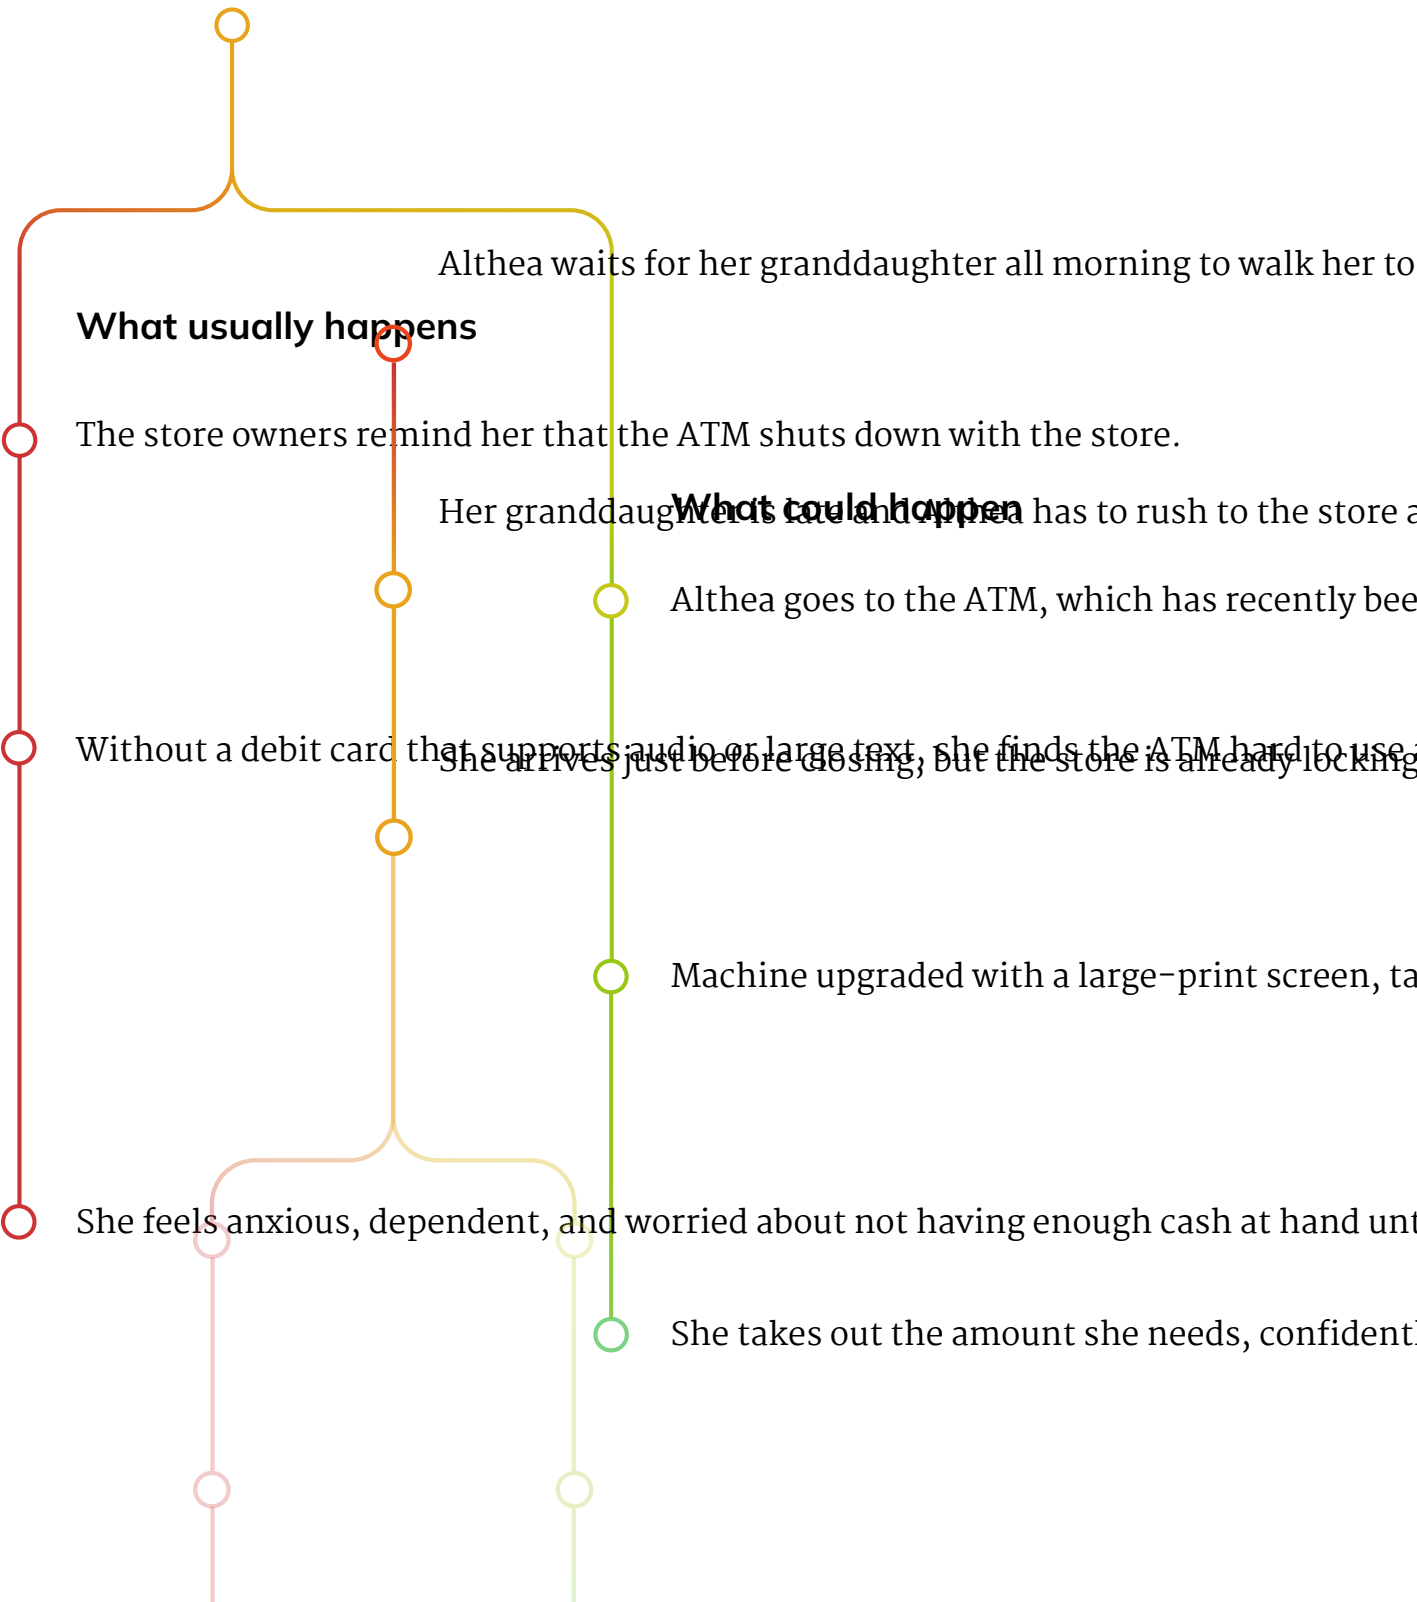 Althea waits for her granddaughter all morning to walk her to
What usually happens
The store owners remind her that the ATM shuts down with the store.
What could happen
Her granddaughter is late and Althea has to rush to the store a
Althea goes to the ATM, which has recently bee
Without a debit card that supports audio or large text, she finds the ATM hard to use
She arrives just before closing, but the store is already locking
Machine upgraded with a large-print screen, ta
She feels anxious, dependent, and worried about not having enough cash at hand unt
She takes out the amount she needs, confidentl